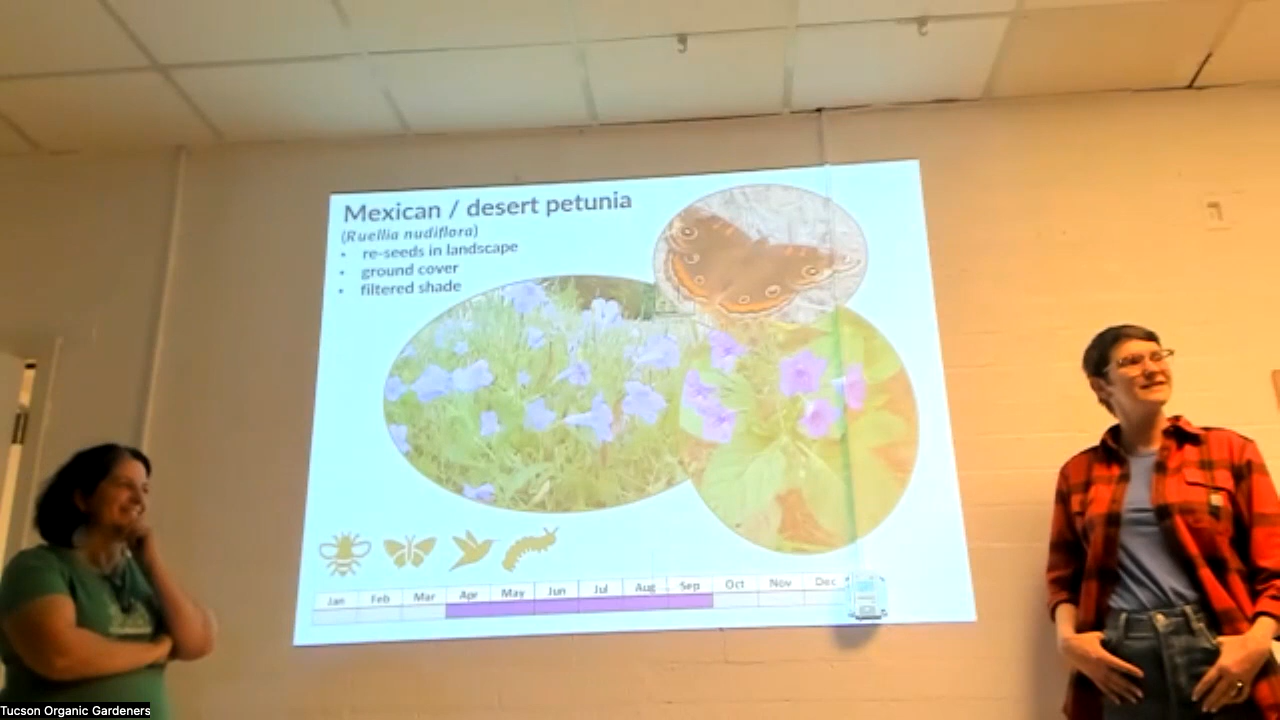 Mexican / desert petunia
(Ruellia nudiflora)
• re-seeds in landscape
• ground cover
• filtered shade
Jan Feb Mar Apr May Jun Jul Aug Sep Oct Nov Dec
Tucson Organic Gardeners